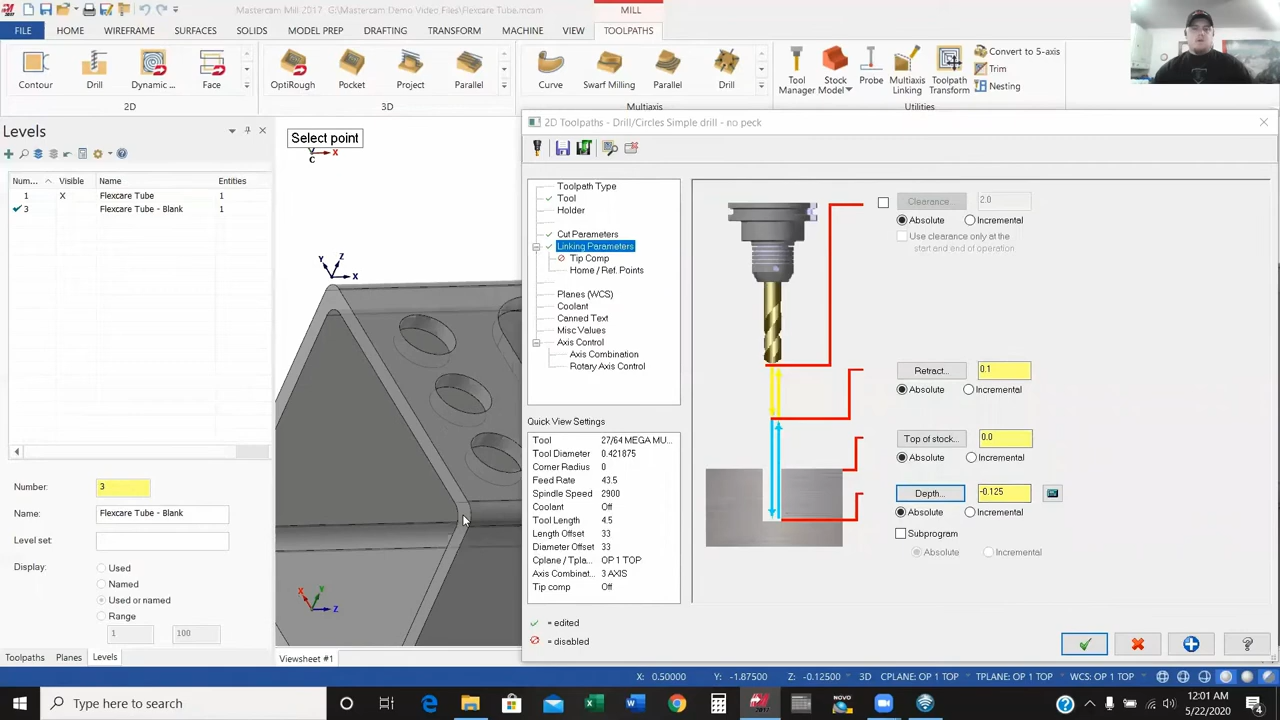 Mastercam Mill 2017  G:\Mastercam Demo Video Files\Flexcare Tube.mcam
MILL
FILE HOME WIREFRAME SURFACES SOLIDS MODEL PREP DRAFTING TRANSFORM MACHINE VIEW TOOLPATHS
Contour Drill Dynamic ... Face
2D
OptiRough Pocket Project Parallel
3D
Curve Swarf Milling Parallel Drill
Multiaxis
Tool Manager Stock Model Probe Multiaxis Linking Toolpath Transform
Convert to 5-axis
Trim
Nesting
Utilities
Levels
Num... Visible Name Entities
1 X Flexcare Tube 1
3 Flexcare Tube - Blank 1
Number: 3
Name: Flexcare Tube - Blank
Level set:
Display: Used
Named
Used or named
Range
1 100
Toolpaths Planes Levels
Select point
Y X
C
Y Z X
X Y Z
Viewsheet #1
2D Toolpaths - Drill/Circles Simple drill - no peck
Toolpath Type
Tool
Holder
Cut Parameters
Linking Parameters
Tip Comp
Home / Ref. Points
Planes (WCS)
Coolant
Canned Text
Misc Values
Axis Control
Axis Combination
Rotary Axis Control
Quick View Settings
Tool 27/64 MEGA MU...
Tool Diameter 0.421875
Corner Radius 0
Feed Rate 43.5
Spindle Speed 2900
Coolant Off
Tool Length 4.5
Length Offset 33
Diameter Offset 33
Cplane / Tpla... OP 1 TOP
Axis Combinat... 3 AXIS
Tip comp Off
= edited
= disabled
Clearance... 2.0
Absolute Incremental
Use clearance only at the
start and end of operation
Retract... 0.1
Absolute Incremental
Top of stock... 0.0
Absolute Incremental
Depth... -0.125
Absolute Incremental
Subprogram
Absolute Incremental
X: 0.50000 Y: -1.87500 Z: -0.12500 3D CPLANE: OP 1 TOP TPLANE: OP 1 TOP WCS: OP 1 TOP
Type here to search
NOVO
12:01 AM
5/22/2020